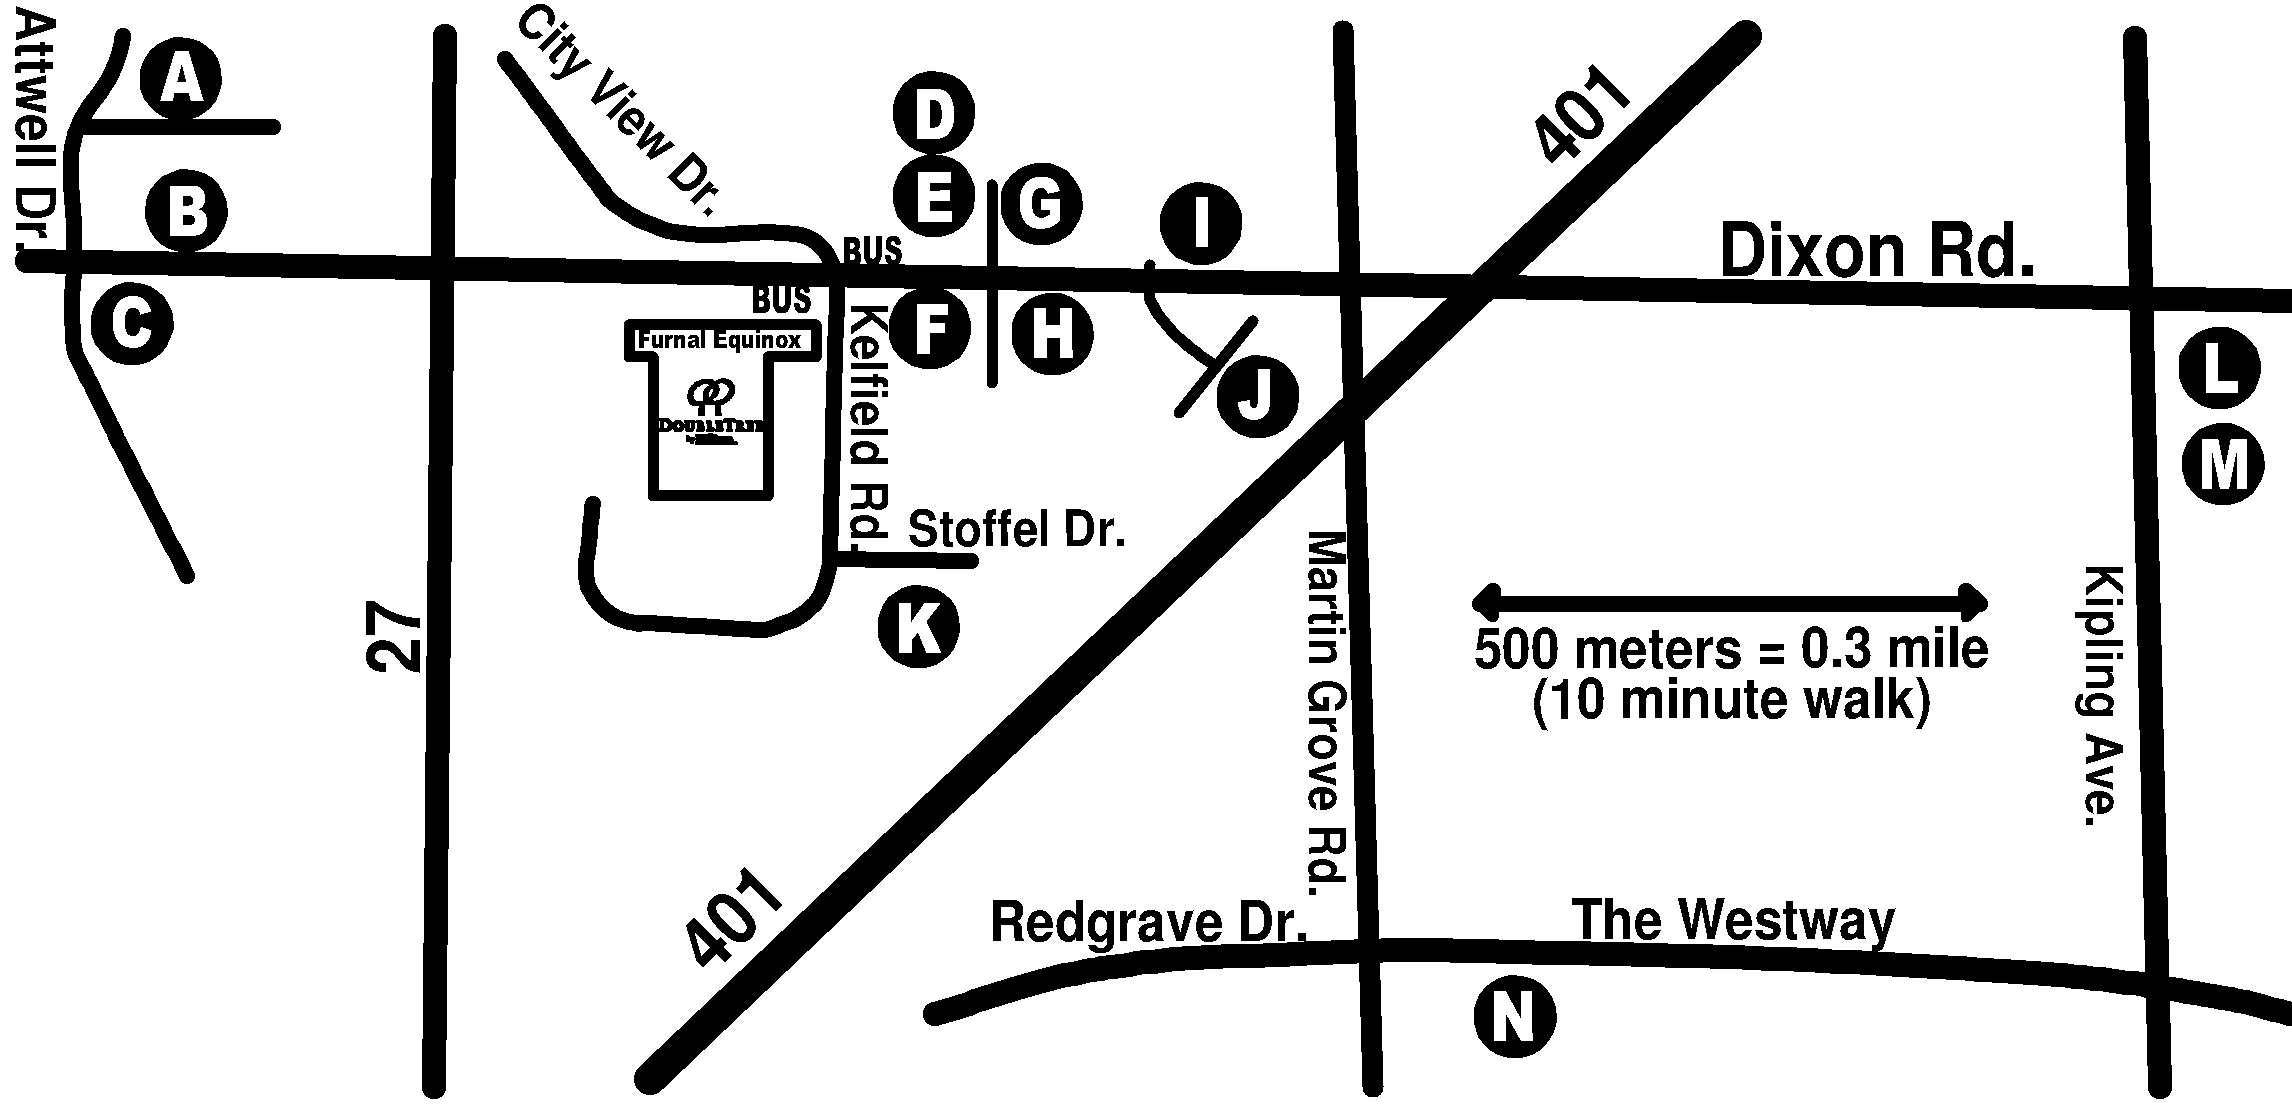 Attwell Dr.
A
B
C
27
City View Dr.
BUS
BUS
Furnal Equinox
DOUBLETREE
Kelfield Rd.
D
E
F
G
H
I
J
Stoffel Dr.
K
401
401
Martin Grove Rd.
Dixon Rd.
L
M
Kipling Ave.
500 meters = 0.3 mile
(10 minute walk)
Redgrave Dr.
The Westway
N